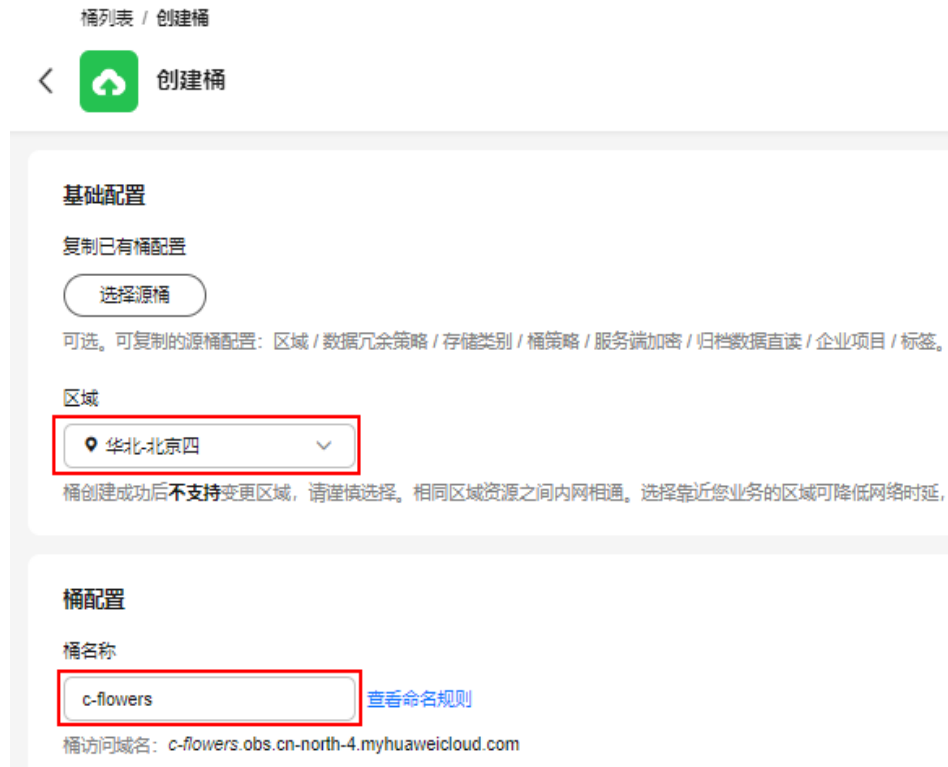 桶列表 / 创建桶
创建桶
基础配置
复制已有桶配置
选择源桶
可选。可复制的源桶配置：区域 / 数据冗余策略 / 存储类别 / 桶策略 / 服务端加密 / 归档数据直读 / 企业项目 / 标签。
区域
华北-北京四
桶创建成功后不支持变更区域，请谨慎选择。相同区域资源之间内网相通。选择靠近您业务的区域可降低网络时延，
桶配置
桶名称
c-flowers 查看命名规则
桶访问域名：c-flowers.obs.cn-north-4.myhuaweicloud.com